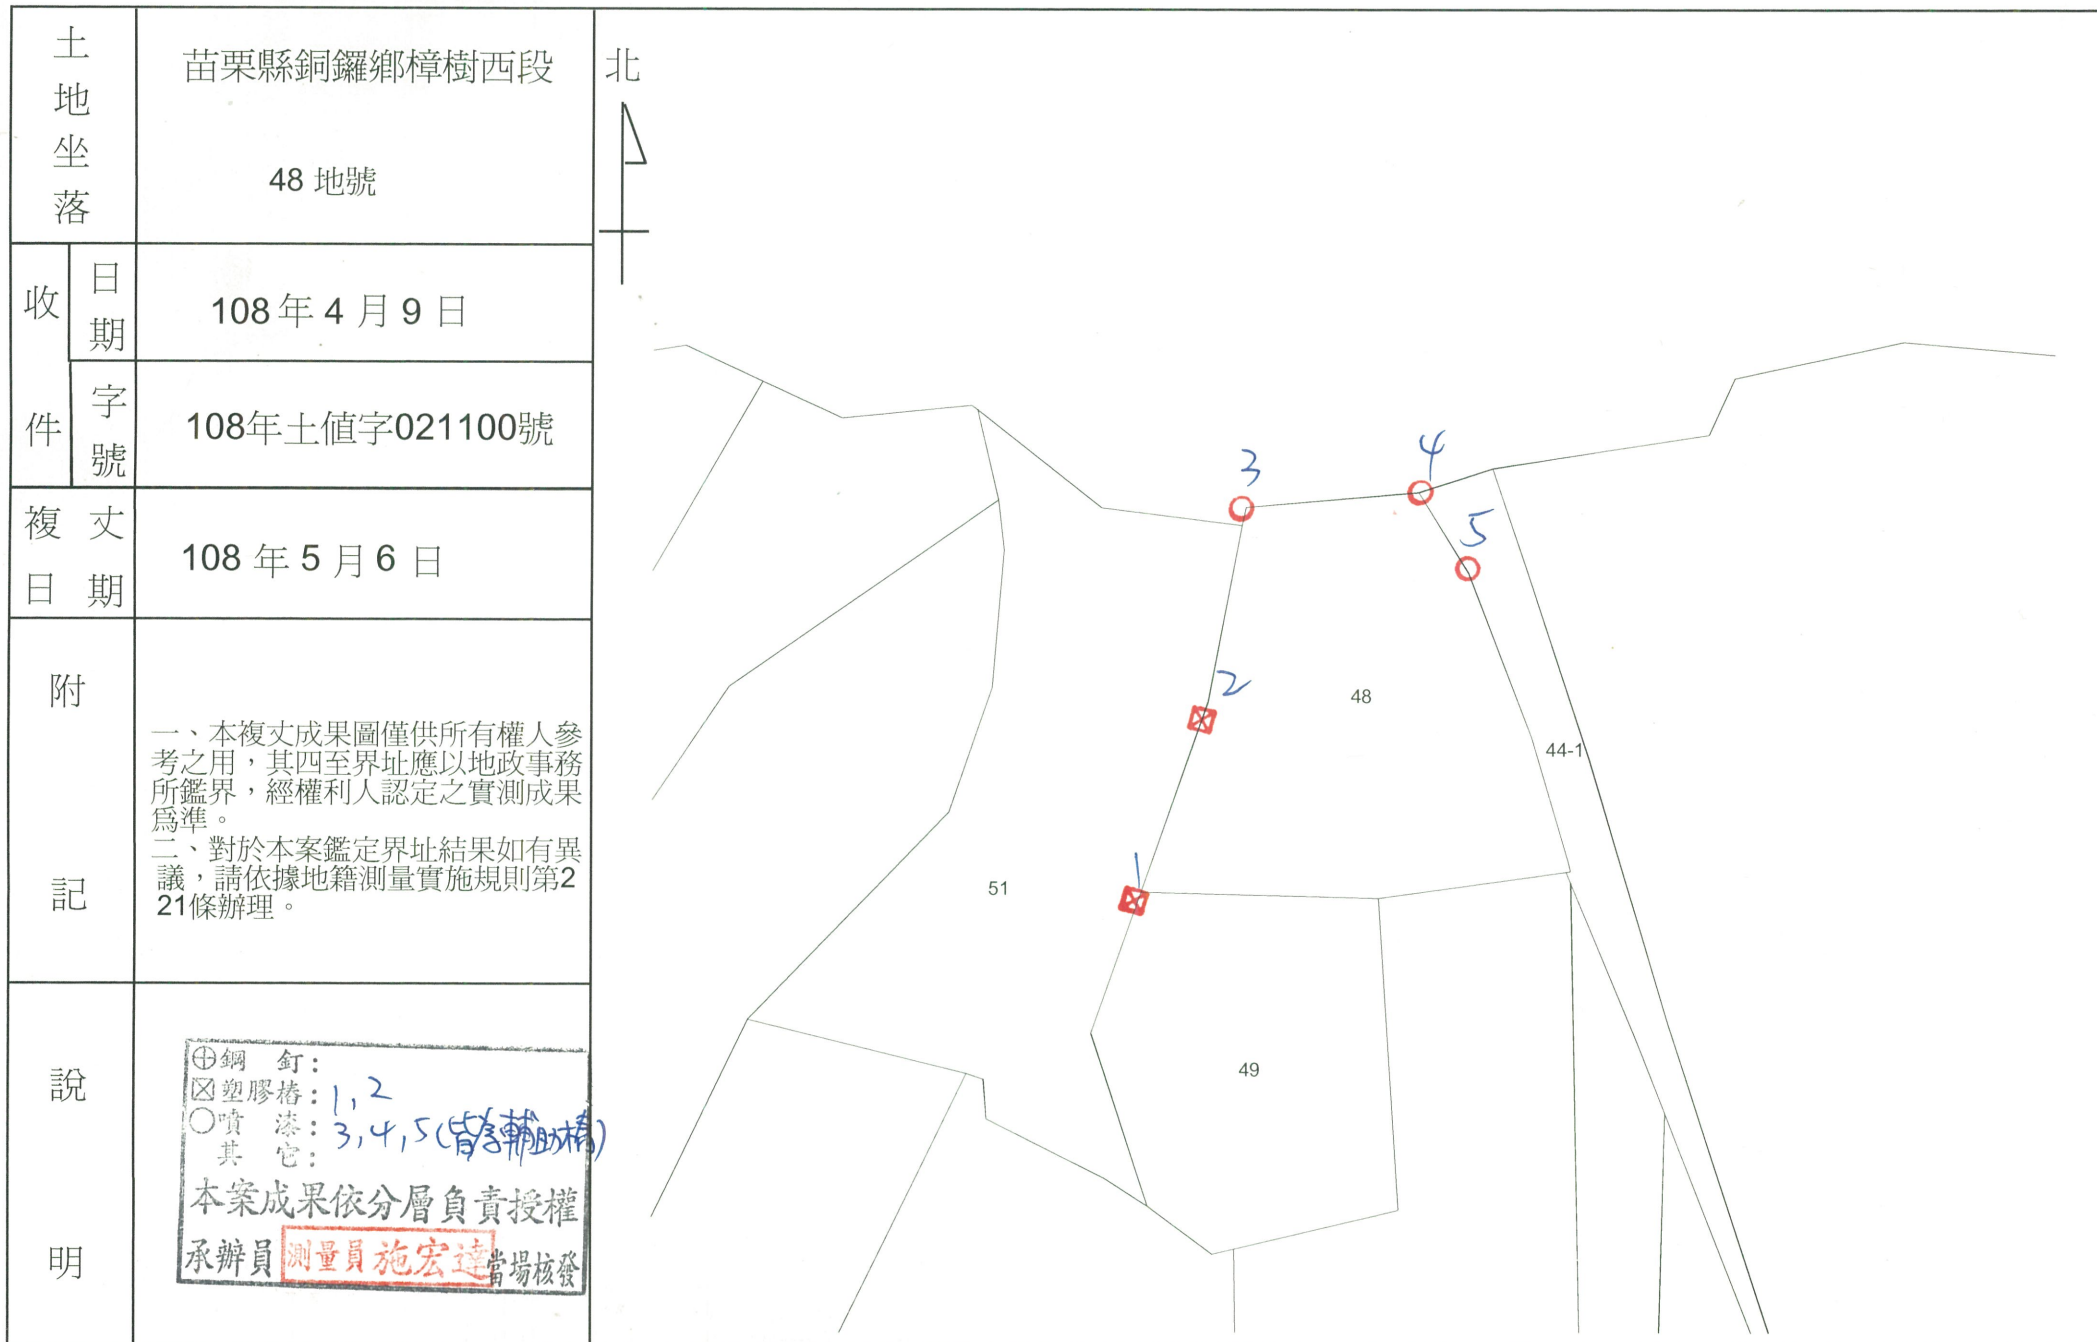 土地坐落
苗栗縣銅鑼鄉樟樹西段
48 地號
北
收件
日期
108年 4 月 9 日
字號
108年土值字021100號
複丈日期
108 年 5 月 6 日
附記
一、本複丈成果圖僅供所有權人參
考之用，其四至界址應以地政事務
所鑑界，經權利人認定之實測成果
爲準。
二、對於本案鑑定界址結果如有異
議，請依據地籍測量實施規則第2
21條辦理。
說明
⊕鋼 釘：
☒塑膠樁：1, 2
○噴 漆：3, 4, 5 (皆為輔助樁)
其 它：
本案成果依分層負責授權
承辦員 測量員 施宏達 當場核發
3
4
5
2
48
44-1
1
51
49